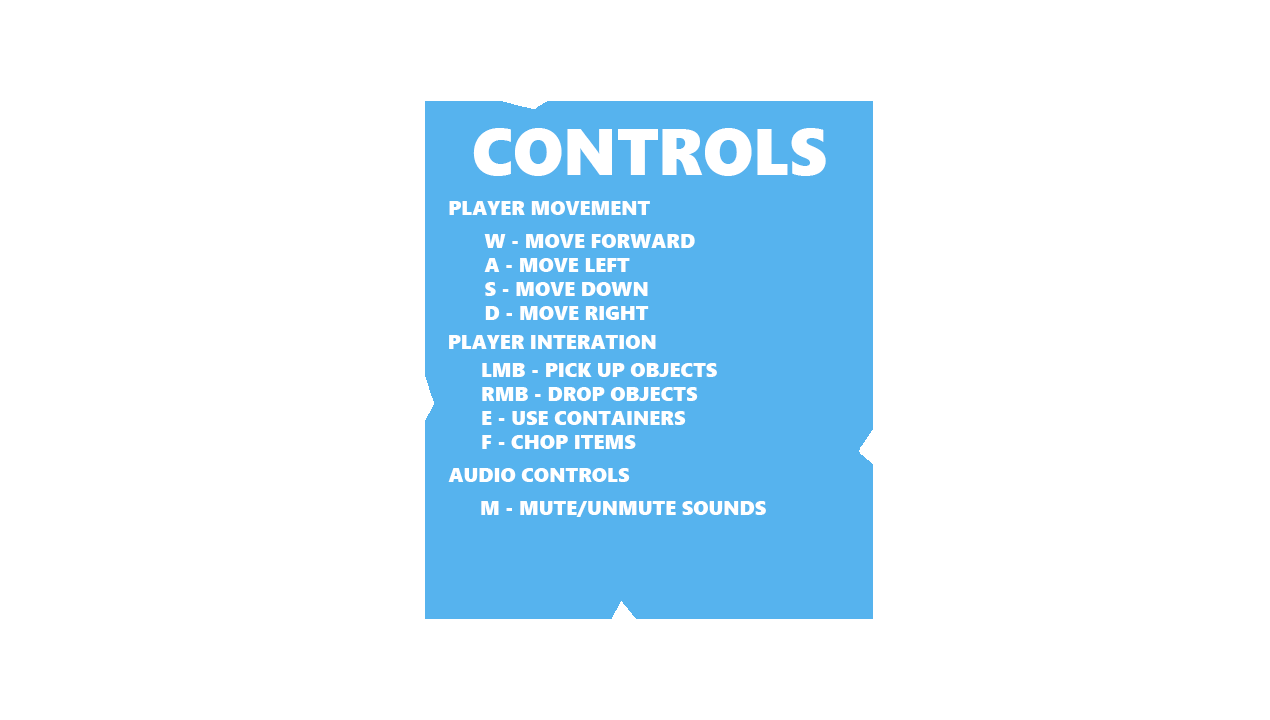 CONTROLS
PLAYER MOVEMENT
W - MOVE FORWARD
A - MOVE LEFT
S - MOVE DOWN
D - MOVE RIGHT
PLAYER INTERATION
LMB - PICK UP OBJECTS
RMB - DROP OBJECTS
E - USE CONTAINERS
F - CHOP ITEMS
AUDIO CONTROLS
M - MUTE/UNMUTE SOUNDS